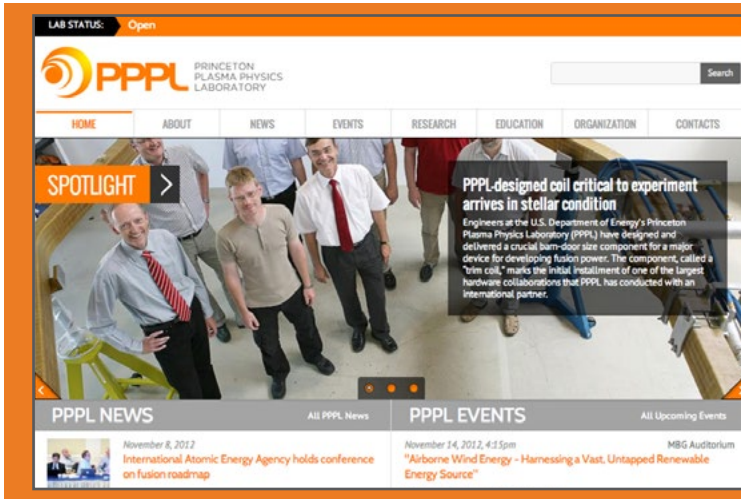 LAB STATUS: Open
PPPL PRINCETON
PLASMA PHYSICS
LABORATORY
Search
HOME ABOUT NEWS EVENTS RESEARCH EDUCATION ORGANIZATION CONTACTS
SPOTLIGHT >
PPPL-designed coil critical to experiment
arrives in stellar condition
Engineers at the U.S. Department of Energy's Princeton
Plasma Physics Laboratory (PPPL) have designed and
delivered a crucial barn-door size component for a major
device for developing fusion power. The component, called a
"trim coil," marks the initial installment of one of the largest
hardware collaborations that PPPL has conducted with an
international partner.
PPPL NEWS All PPPL News
PPPL EVENTS All Upcoming Events
November 8, 2012
International Atomic Energy Agency holds conference
on fusion roadmap
November 14, 2012, 4:15pm MBG Auditorium
"Airborne Wind Energy - Harnessing a Vast, Untapped Renewable
Energy Source"